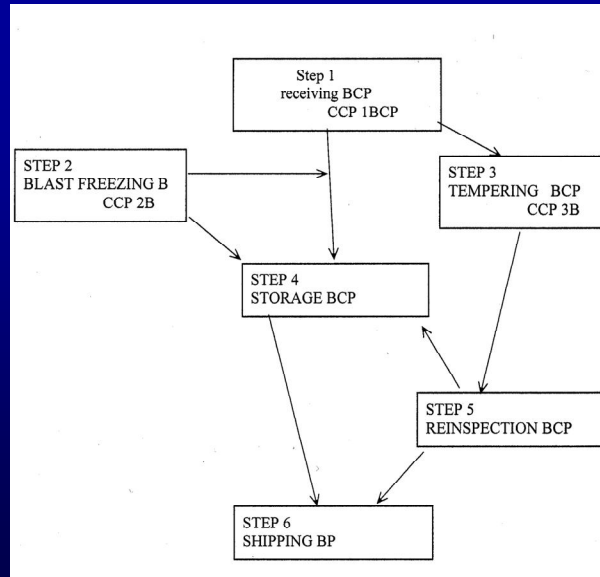 Step 1
receiving BCP
CCP 1BCP
STEP 2
BLAST FREEZING B
CCP 2B
STEP 3
TEMPERING BCP
CCP 3B
STEP 4
STORAGE BCP
STEP 5
REINSPECTION BCP
STEP 6
SHIPPING BP